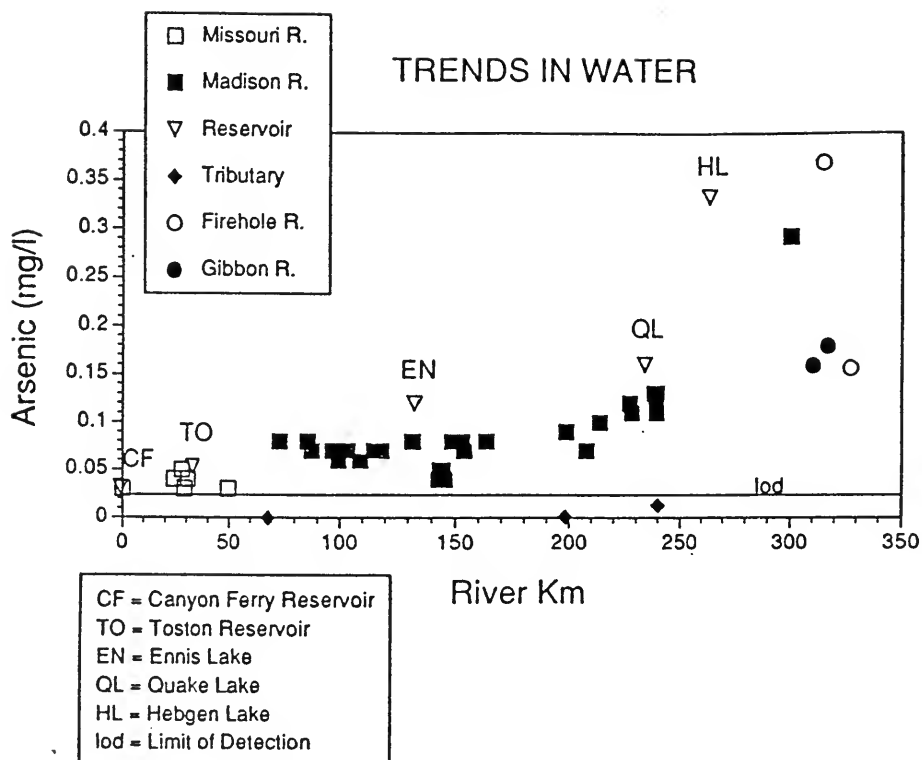 Missouri R.
Madison R.
Reservoir
Tributary
Firehole R.
Gibbon R.
TRENDS IN WATER
Arsenic (mg/l)
0.4
0.35
0.3
0.25
0.2
0.15
0.1
0.05
0
CF
TO
EN
QL
HL
lod
0 50 100 150 200 250 300 350
River Km
CF = Canyon Ferry Reservoir
TO = Toston Reservoir
EN = Ennis Lake
QL = Quake Lake
HL = Hebgen Lake
lod = Limit of Detection